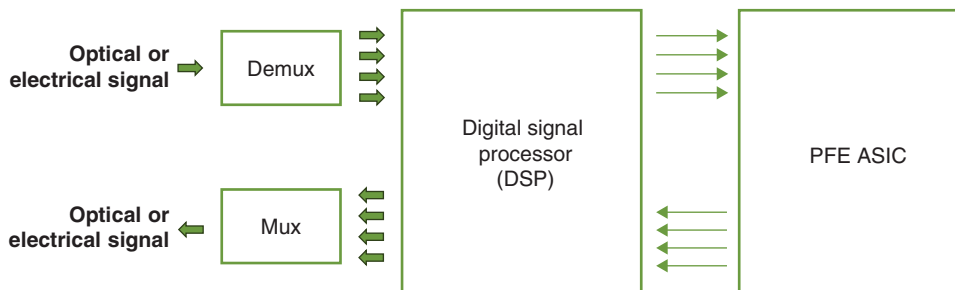 Optical or
electrical signal
Demux
Digital signal
processor
(DSP)
PFE ASIC
Optical or
electrical signal
Mux